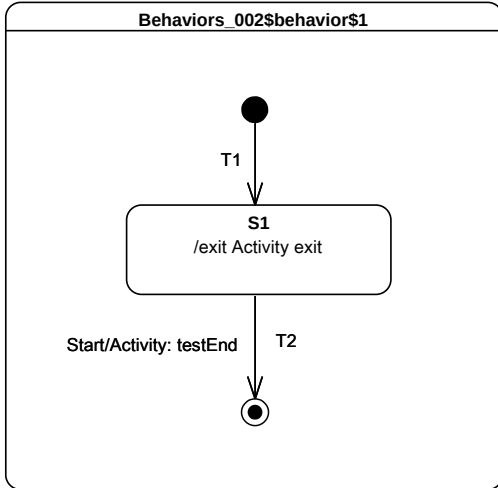 Behaviors_002$behavior$1
T1
S1
/exit Activity exit
Start/Activity: testEnd
T2